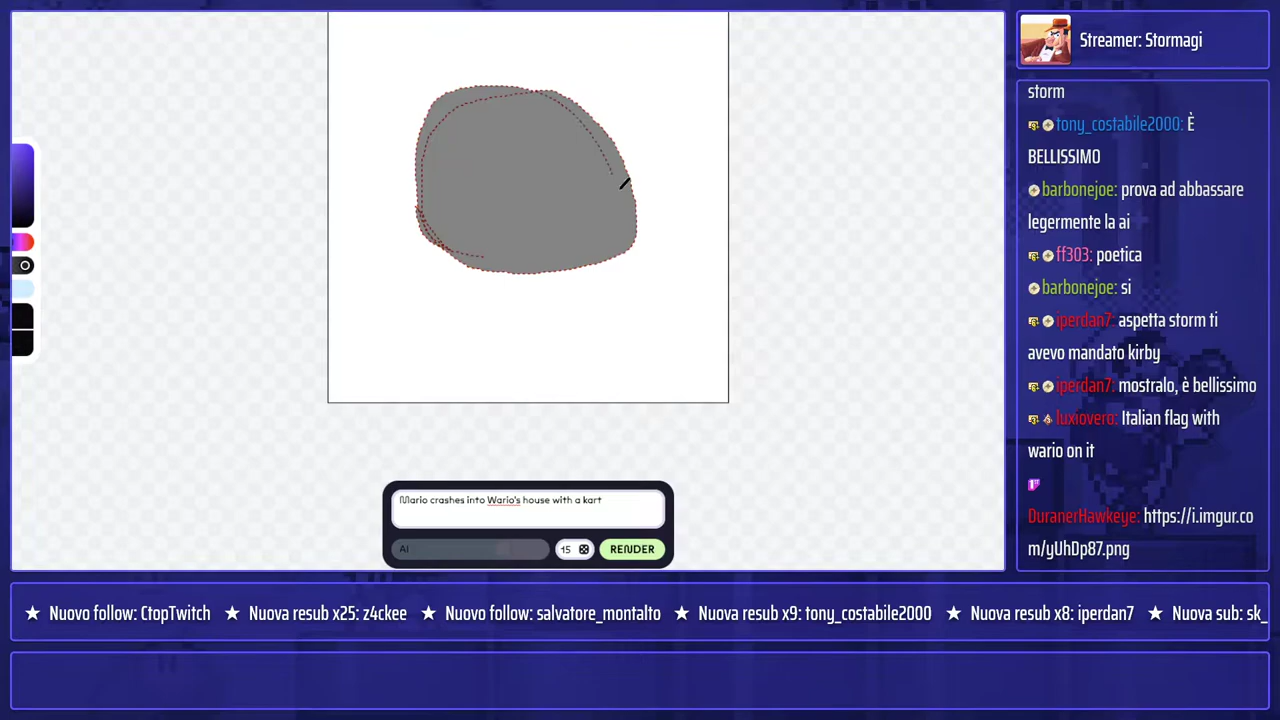 Streamer: Stormagi
storm
tony_costabile2000: È
BELLISSIMO
barbonejoe: prova ad abbassare
legermente la ai
ff303: poetica
barbonejoe: si
iperdan7: aspetta storm ti
avevo mandato kirby
iperdan7: mostralo, è bellissimo
luxiovero: Italian flag with
wario on it
DuranerHawkeye: https://i.imgur.co
m/yUhDp87.png
Mario crashes into Wario's house with a kart
AI
15
RENDER
★ Nuovo follow: CtopTwitch ★ Nuova resub x25: z4ckee ★ Nuovo follow: salvatore_montalto ★ Nuova resub x9: tony_costabile2000 ★ Nuova resub x8: iperdan7 ★ Nuova sub: sk_